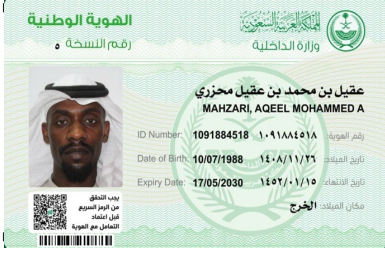 الهوية الوطنية
رقم النسخة ٥
المملكة العربية السعودية
وزارة الداخلية
عقيل بن محمد بن عقيل محزري
MAHZARI, AQEEL MOHAMMED A
ID Number: 1091884518 ١٠٩١٨٨٤٥١٨ رقم الهوية:
Date of Birth: 10/07/1988 ١٤٠٨/١١/٢٦ تاريخ الميلاد:
Expiry Date: 17/05/2030 ١٤٥٢/٠١/١٥ تاريخ الانتهاء:
مكان الميلاد: الخرج
يجب التحقق
من الرمز السريع
قبل اعتماد
التعامل مع الهوية